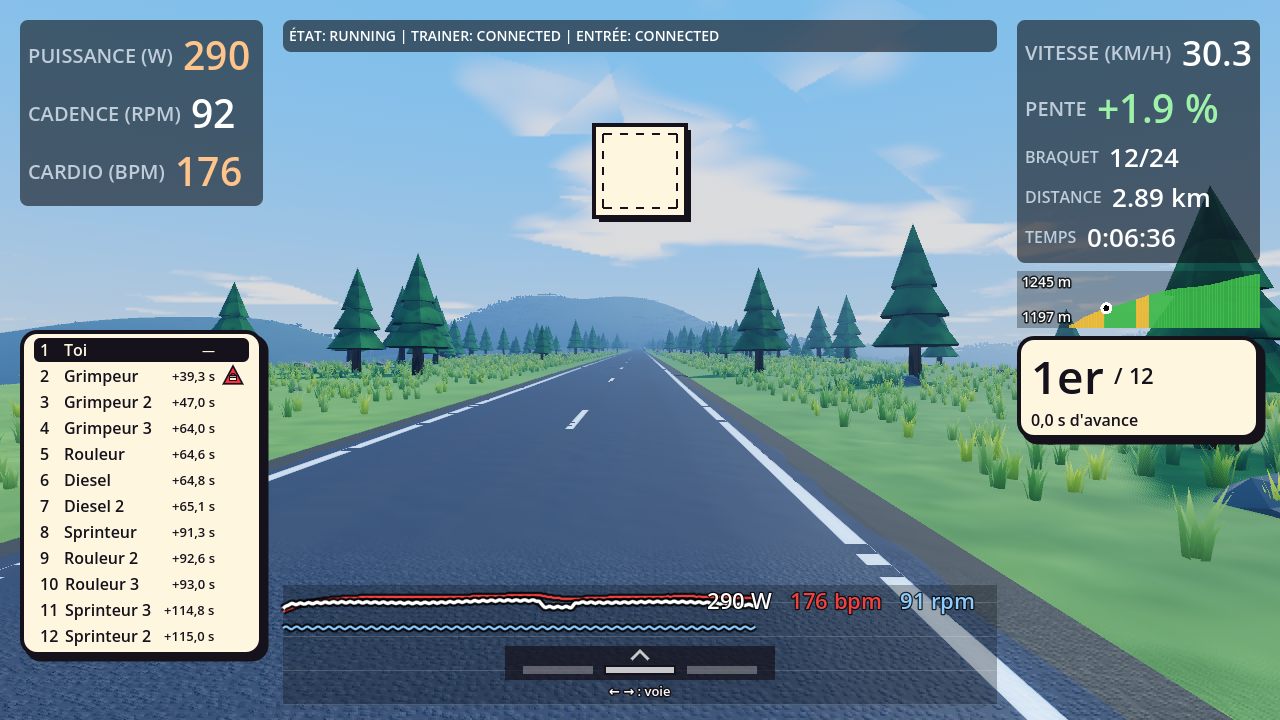 PUISSANCE (W) 290
CADENCE (RPM) 92
CARDIO (BPM) 176
ÉTAT: RUNNING | TRAINER: CONNECTED | ENTRÉE: CONNECTED
VITESSE (KM/H) 30.3
PENTE +1.9 %
BRAQUET 12/24
DISTANCE 2.89 km
TEMPS 0:06:36
1245 m
1197 m
1er / 12
0,0 s d'avance
1 Toi —
2 Grimpeur +39,3 s
3 Grimpeur 2 +47,0 s
4 Grimpeur 3 +64,0 s
5 Rouleur +64,6 s
6 Diesel +64,8 s
7 Diesel 2 +65,1 s
8 Sprinteur +91,3 s
9 Rouleur 2 +92,6 s
10 Rouleur 3 +93,0 s
11 Sprinteur 3 +114,8 s
12 Sprinteur 2 +115,0 s
290 W 176 bpm 91 rpm
← → : voie